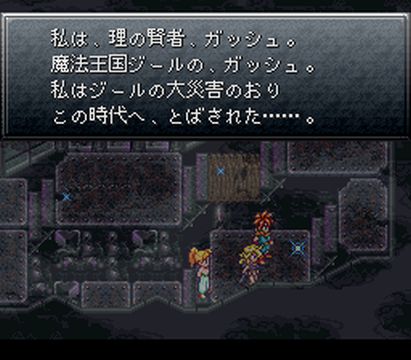 私は、理の賢者、ガッシュ。
魔法王国ジールの、ガッシュ。
私はジールの大災害のおり
この時代へ、とばされた……。